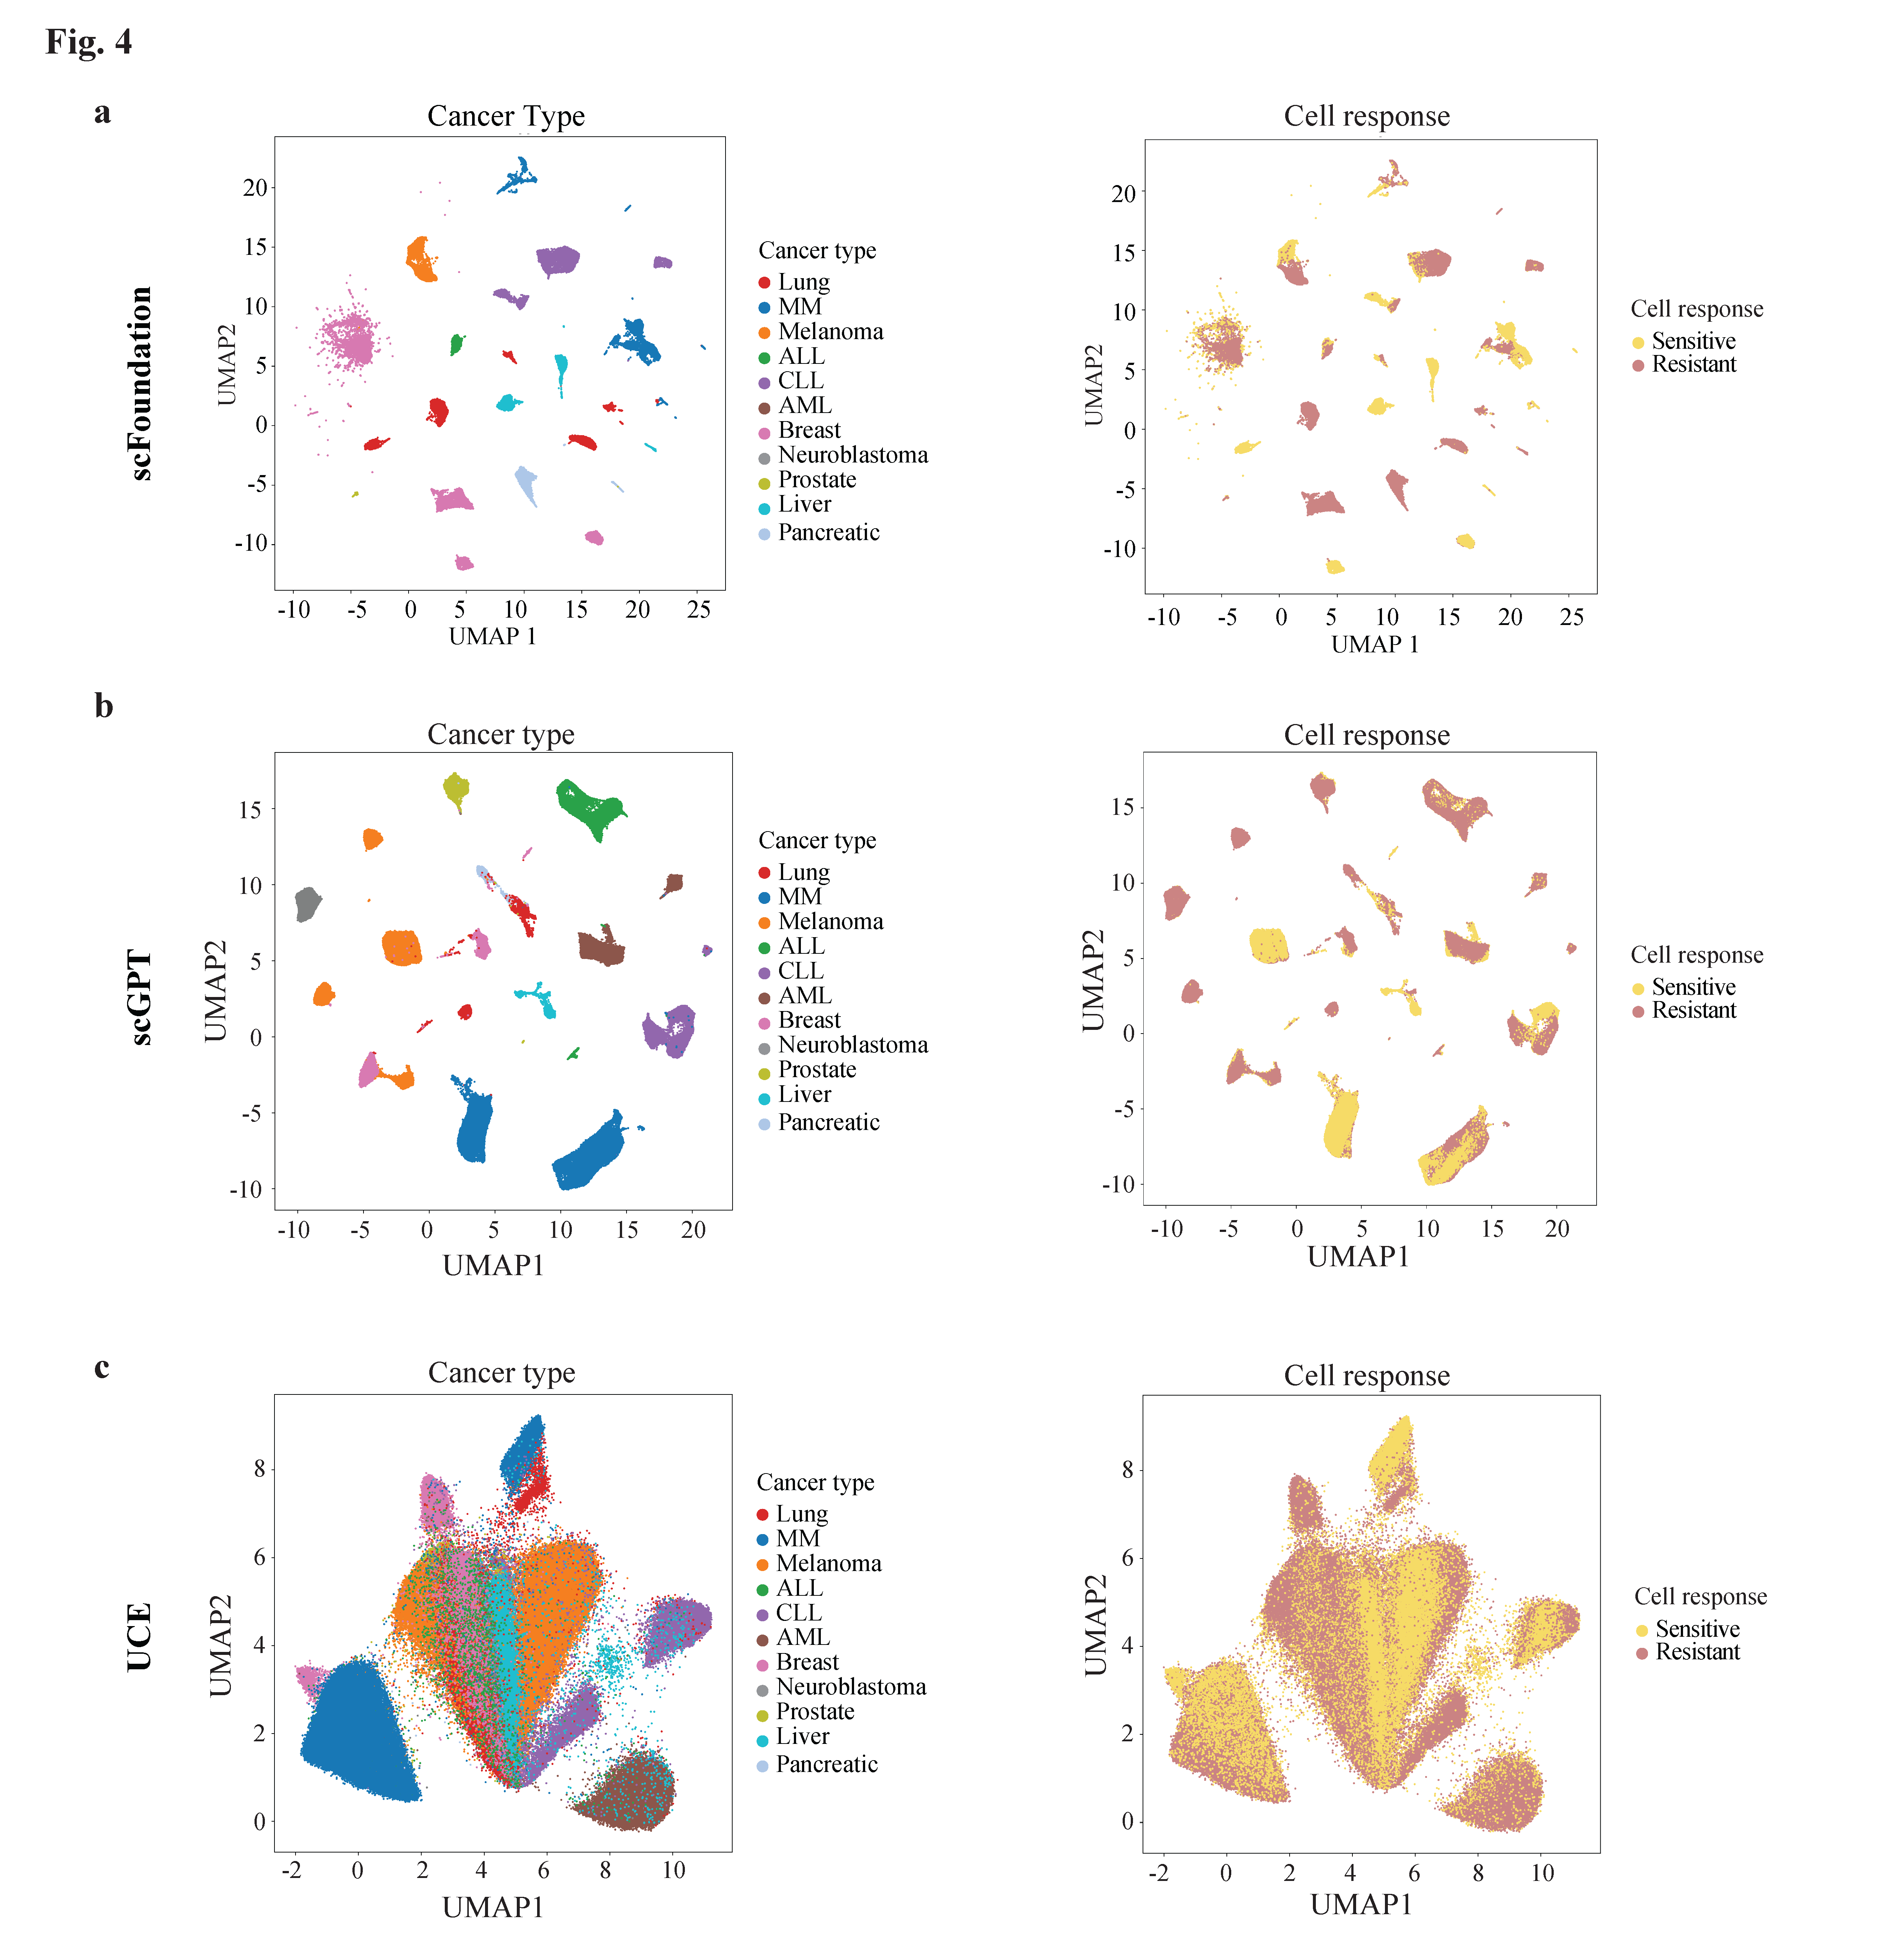 Fig. 4
a
Cancer Type
Cell response
scFoundation
UMAP2
20
15
10
5
0
-5
-10
-10 -5 0 5 10 15 20 25
UMAP 1
Cancer type
Lung
MM
Melanoma
ALL
CLL
AML
Breast
Neuroblastoma
Prostate
Liver
Pancreatic
UMAP2
20
15
10
5
0
-5
-10
-10 -5 0 5 10 15 20 25
UMAP 1
Cell response
Sensitive
Resistant
b
Cancer type
Cell response
scGPT
UMAP2
15
10
5
0
-5
-10
-10 -5 0 5 10 15 20
UMAP1
Cancer type
Lung
MM
Melanoma
ALL
CLL
AML
Breast
Neuroblastoma
Prostate
Liver
Pancreatic
UMAP2
15
10
5
0
-5
-10
-10 -5 0 5 10 15 20
UMAP1
Cell response
Sensitive
Resistant
c
Cancer type
Cell response
UCE
UMAP2
8
6
4
2
0
-2 0 2 4 6 8 10
UMAP1
Cancer type
Lung
MM
Melanoma
ALL
CLL
AML
Breast
Neuroblastoma
Prostate
Liver
Pancreatic
UMAP2
8
6
4
2
0
-2 0 2 4 6 8 10
UMAP1
Cell response
Sensitive
Resistant